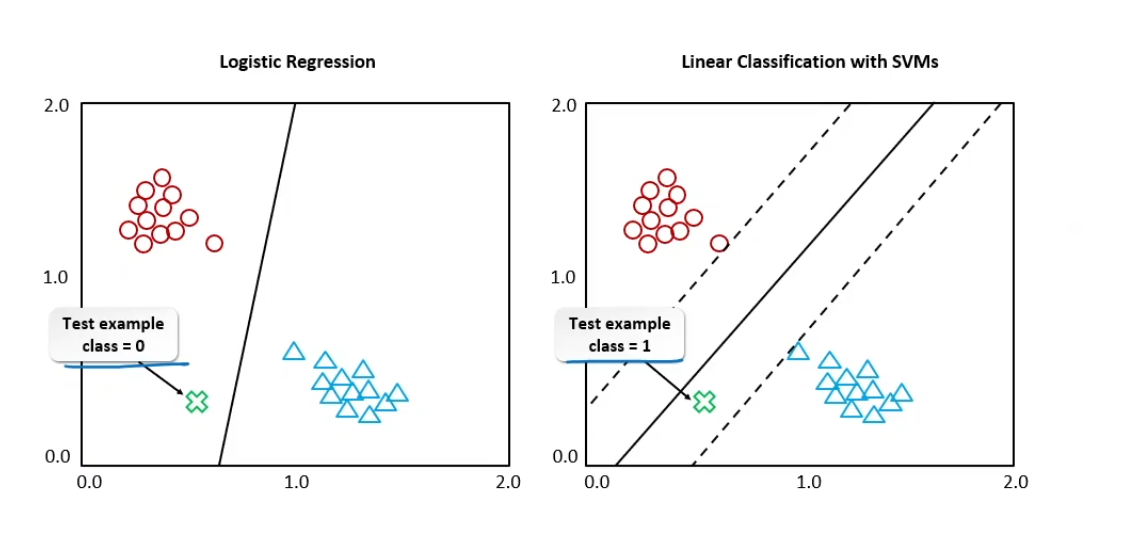 Logistic Regression
2.0
1.0
Test example
class = 0
0.0
0.0
1.0
2.0
Linear Classification with SVMs
2.0
1.0
Test example
class = 1
0.0
0.0
1.0
2.0